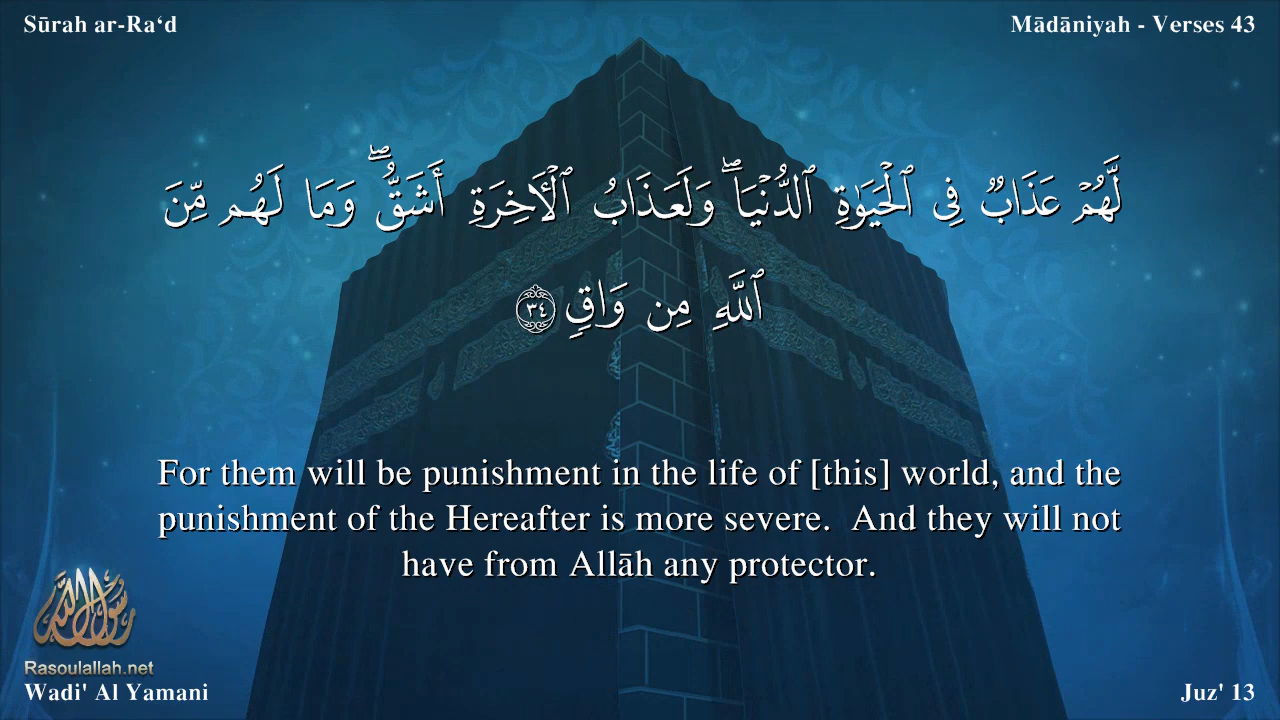 Sūrah ar-Ra‘d
Mādāniyah - Verses 43
لَّهُمْ عَذَابٌ فِى ٱلْحَيَوٰةِ ٱلدُّنْيَا ۖ وَلَعَذَابُ ٱلْـَٔاخِرَةِ أَشَقُّ ۖ وَمَا لَهُم مِّنَ
ٱللَّهِ مِن وَاقٍ ٣٤
For them will be punishment in the life of [this] world, and the
punishment of the Hereafter is more severe.  And they will not
have from Allāh any protector.
رسول الله
Rasoulallah.net
Wadi' Al Yamani
Juz' 13